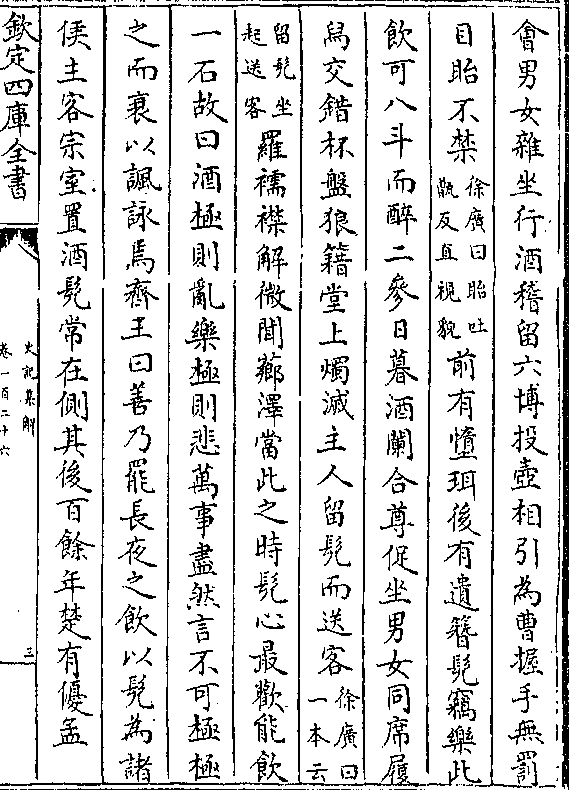 會男女雜坐行酒稽留六博投壺相引為曹握手無罰
目眙不禁徐廣曰眙吐甑反直視貌前有墮珥後有遺簪髠竊樂此
飲可八斗而醉二參日暮酒闌合尊促坐男女同席履
舄交錯杯盤狼籍堂上燭滅主人留髠而送客徐廣曰一本云
留髠坐起送客羅襦襟解微聞薌澤當此之時髠心最歡能飲
一石故曰酒極則亂樂極則悲萬事盡然言不可極極
之而衰以諷詠焉齊王曰善乃罷長夜之飲以髠為諸
侯主客宗室置酒髠常在側其後百餘年楚有優孟
欽定四庫全書
史記集解
卷一百二十六
三